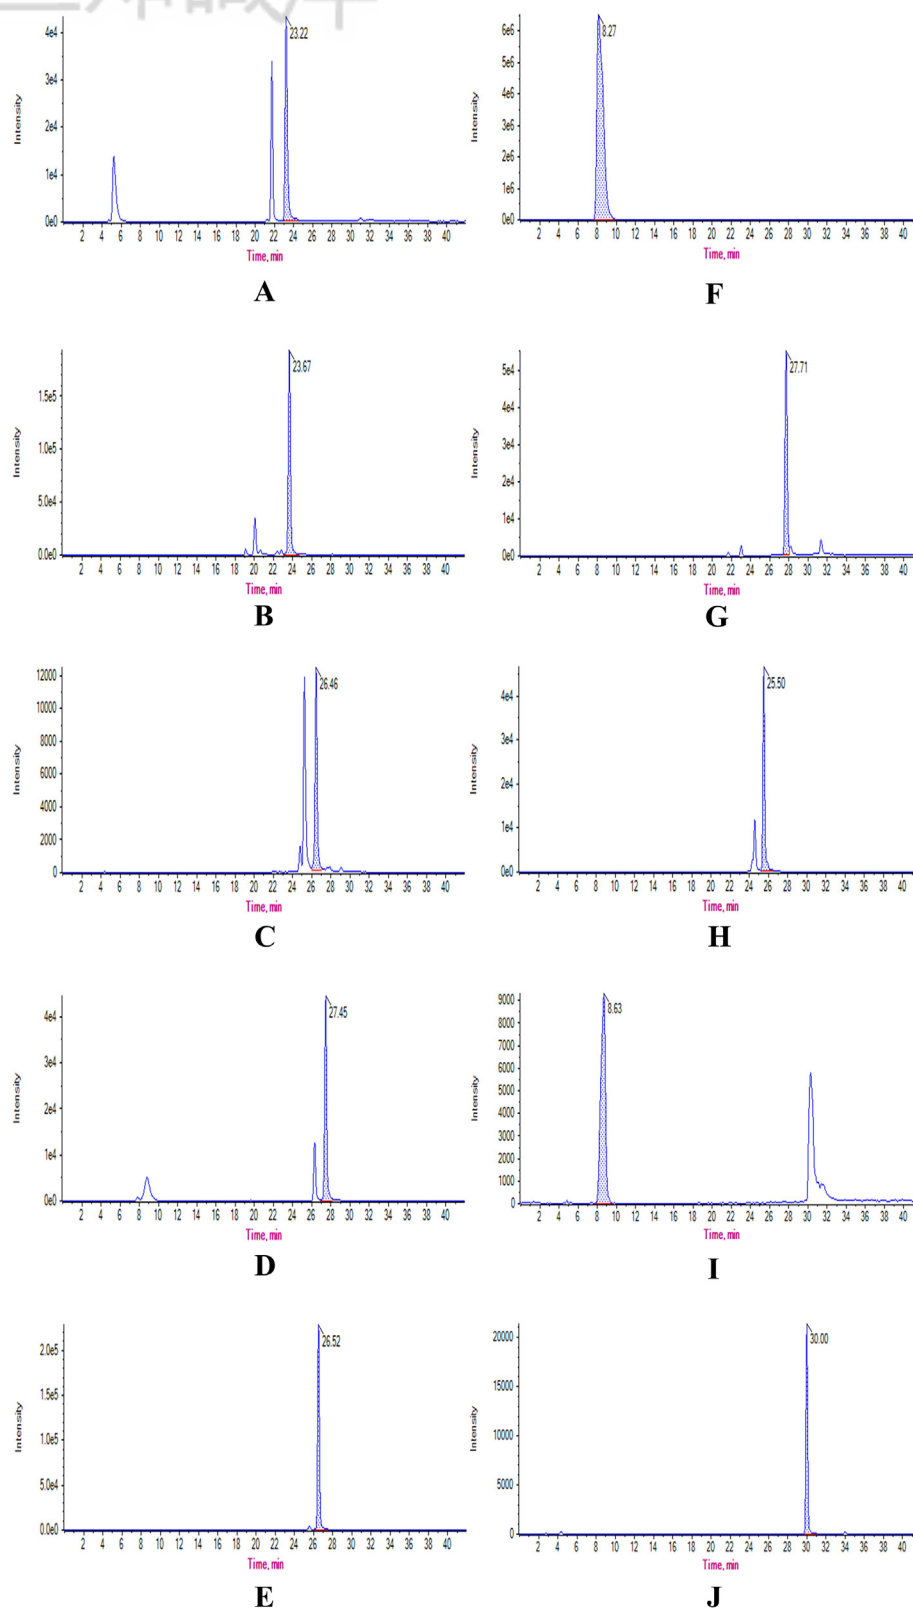 23.22
Intensity
4e4
3e4
2e4
1e4
0e0
2 4 6 8 10 12 14 16 18 20 22 24 26 28 30 32 34 36 38 40
Time, min
A
8.27
Intensity
6e6
5e6
4e6
3e6
2e6
1e6
0e0
2 4 6 8 10 12 14 16 18 20 22 24 26 28 30 32 34 36 38 40
Time, min
F
23.67
Intensity
1.5e5
1.0e5
5.0e4
0.0e0
2 4 6 8 10 12 14 16 18 20 22 24 26 28 30 32 34 36 38 40
Time, min
B
27.71
Intensity
5e4
4e4
3e4
2e4
1e4
0e0
2 4 6 8 10 12 14 16 18 20 22 24 26 28 30 32 34 36 38 40
Time, min
G
26.46
Intensity
12000
10000
8000
6000
4000
2000
0
2 4 6 8 10 12 14 16 18 20 22 24 26 28 30 32 34 36 38 40
Time, min
C
25.50
Intensity
4e4
3e4
2e4
1e4
0e0
2 4 6 8 10 12 14 16 18 20 22 24 26 28 30 32 34 36 38 40
Time, min
H
27.45
Intensity
4e4
3e4
2e4
1e4
0e0
2 4 6 8 10 12 14 16 18 20 22 24 26 28 30 32 34 36 38 40
Time, min
D
8.63
Intensity
9000
8000
7000
6000
5000
4000
3000
2000
1000
0
2 4 6 8 10 12 14 16 18 20 22 24 26 28 30 32 34 36 38 40
Time, min
I
26.52
Intensity
2.0e5
1.5e5
1.0e5
5.0e4
0.0e0
2 4 6 8 10 12 14 16 18 20 22 24 26 28 30 32 34 36 38 40
Time, min
E
30.00
Intensity
20000
15000
10000
5000
0
2 4 6 8 10 12 14 16 18 20 22 24 26 28 30 32 34 36 38 40
Time, min
J